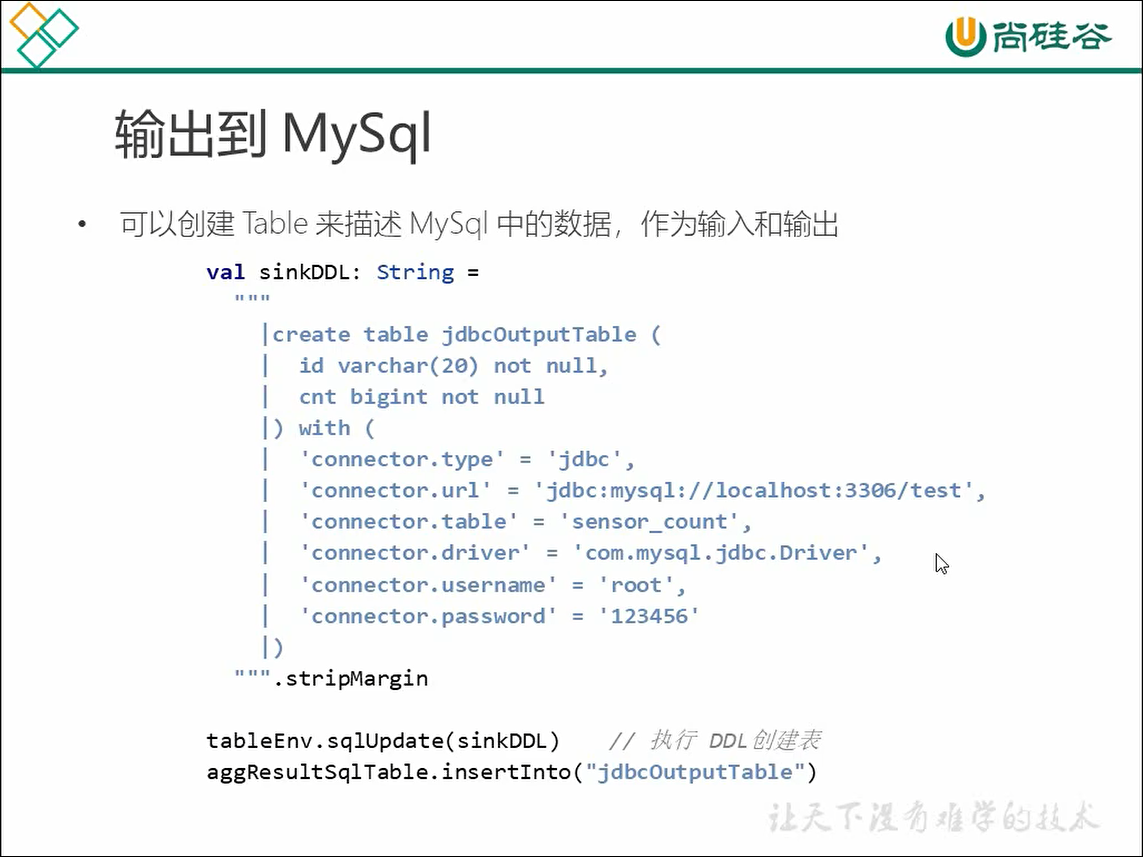 尚硅谷
输出到 MySql
• 可以创建 Table 来描述 MySql 中的数据，作为输入和输出
val sinkDDL: String =
  """
    |create table jdbcOutputTable (
    |  id varchar(20) not null,
    |  cnt bigint not null
    |) with (
    |  'connector.type' = 'jdbc',
    |  'connector.url' = 'jdbc:mysql://localhost:3306/test',
    |  'connector.table' = 'sensor_count',
    |  'connector.driver' = 'com.mysql.jdbc.Driver',
    |  'connector.username' = 'root',
    |  'connector.password' = '123456'
    |)
  """.stripMargin
tableEnv.sqlUpdate(sinkDDL)    // 执行 DDL创建表
aggResultSqlTable.insertInto("jdbcOutputTable")
让天下没有难学的技术